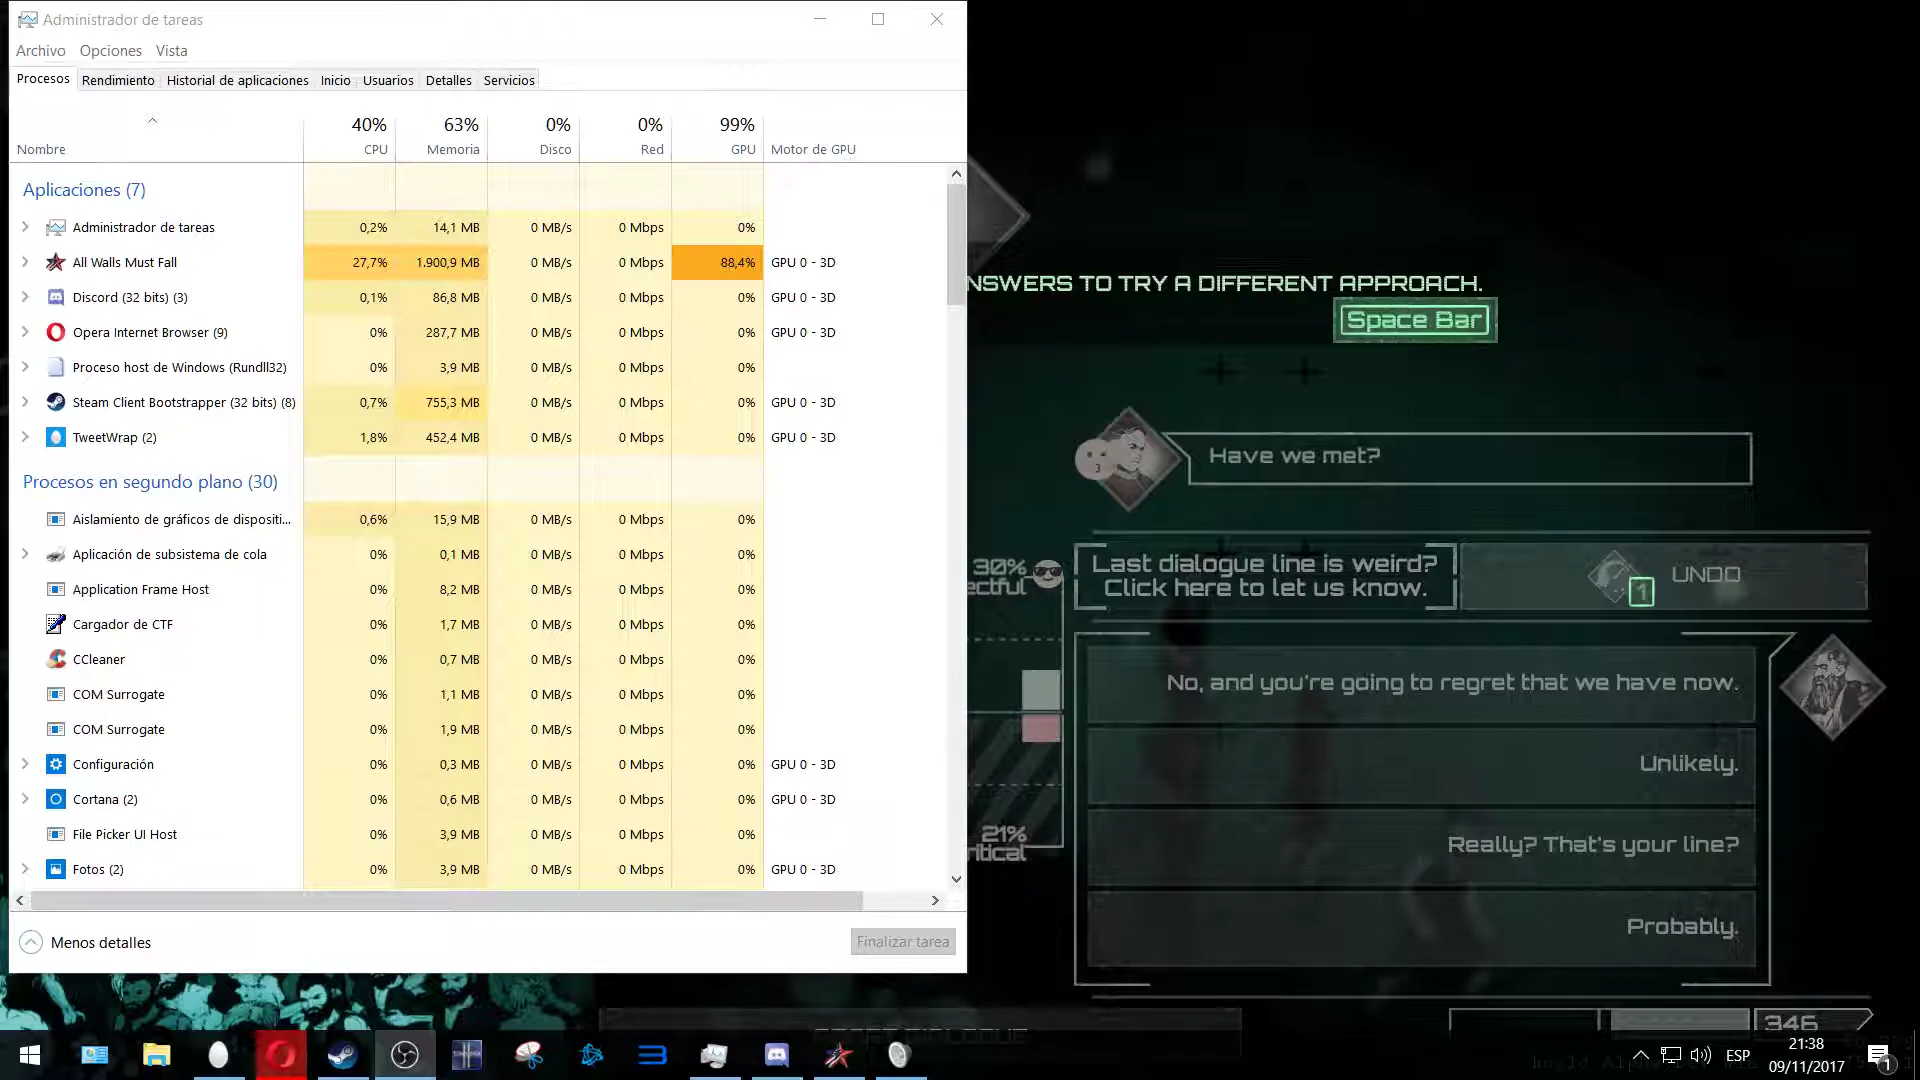 Administrador de tareas
Archivo Opciones Vista
Procesos Rendimiento Historial de aplicaciones Inicio Usuarios Detalles Servicios
40% 63% 0% 0% 99%
Nombre CPU Memoria Disco Red GPU Motor de GPU
Aplicaciones (7)
Administrador de tareas 0,2% 14,1 MB 0 MB/s 0 Mbps 0%
All Walls Must Fall 27,7% 1.900,9 MB 0 MB/s 0 Mbps 88,4% GPU 0 - 3D
Discord (32 bits) (3) 0,1% 86,8 MB 0 MB/s 0 Mbps 0% GPU 0 - 3D
Opera Internet Browser (9) 0% 287,7 MB 0 MB/s 0 Mbps 0% GPU 0 - 3D
Proceso host de Windows (Rundll32) 0% 3,9 MB 0 MB/s 0 Mbps 0%
Steam Client Bootstrapper (32 bits) (8) 0,7% 755,3 MB 0 MB/s 0 Mbps 0% GPU 0 - 3D
TweetWrap (2) 1,8% 452,4 MB 0 MB/s 0 Mbps 0% GPU 0 - 3D
Procesos en segundo plano (30)
Aislamiento de gráficos de dispositi... 0,6% 15,9 MB 0 MB/s 0 Mbps 0%
Aplicación de subsistema de cola 0% 0,1 MB 0 MB/s 0 Mbps 0%
Application Frame Host 0% 8,2 MB 0 MB/s 0 Mbps 0%
Cargador de CTF 0% 1,7 MB 0 MB/s 0 Mbps 0%
CCleaner 0% 0,7 MB 0 MB/s 0 Mbps 0%
COM Surrogate 0% 1,1 MB 0 MB/s 0 Mbps 0%
COM Surrogate 0% 1,9 MB 0 MB/s 0 Mbps 0%
Configuración 0% 0,3 MB 0 MB/s 0 Mbps 0% GPU 0 - 3D
Cortana (2) 0% 0,6 MB 0 MB/s 0 Mbps 0% GPU 0 - 3D
File Picker UI Host 0% 3,9 MB 0 MB/s 0 Mbps 0%
Fotos (2) 0% 3,9 MB 0 MB/s 0 Mbps 0% GPU 0 - 3D
Menos detalles Finalizar tarea
NSWERS TO TRY A DIFFERENT APPROACH.
Space Bar
3
Have we met?
30%
ectful
Last dialogue line is weird?
Click here to let us know.
1 UNDO
No, and you're going to regret that we have now.
Unlikely.
21%
ritical
Really? That's your line?
Probably.
346
ESP
21:38
09/11/2017
1